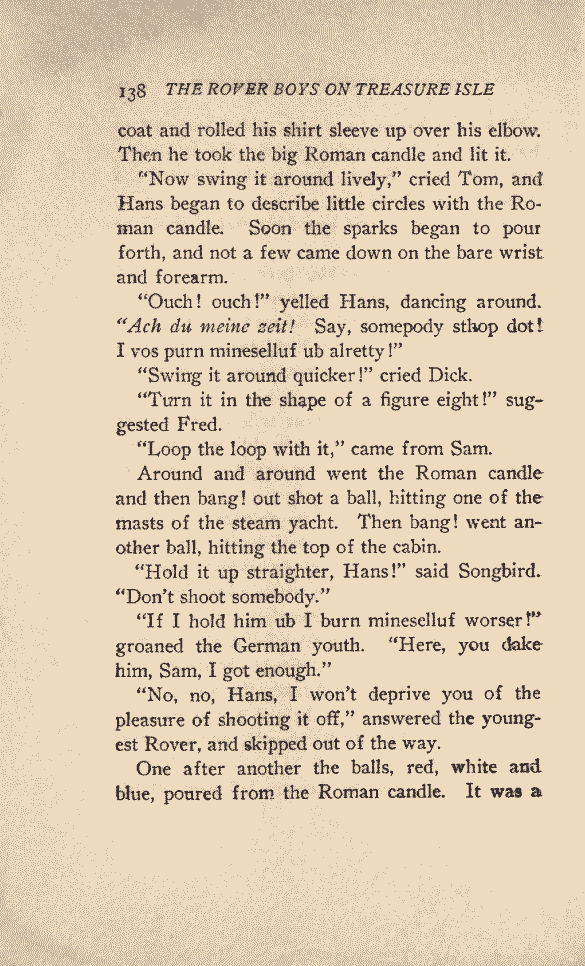 138 THE ROVER BOYS ON TREASURE ISLE
coat and rolled his shirt sleeve up over his elbow.
Then he took the big Roman candle and lit it.
“Now swing it around lively,” cried Tom, and
Hans began to describe little circles with the Ro-
man candle. Soon the sparks began to pour
forth, and not a few came down on the bare wrist
and forearm.
“Ouch! ouch!” yelled Hans, dancing around.
“Ach du meine zeit! Say, somepody sthop dot!
I vos purn mineselluf ub alretty!”
“Swing it around quicker!” cried Dick.
“Turn it in the shape of a figure eight!” sug-
gested Fred.
“Loop the loop with it,” came from Sam.
Around and around went the Roman candle
and then bang! out shot a ball, hitting one of the
masts of the steam yacht. Then bang! went an-
other ball, hitting the top of the cabin.
“Hold it up straighter, Hans!” said Songbird.
“Don’t shoot somebody.”
“If I hold him ub I burn mineselluf worser!”
groaned the German youth. “Here, you dake
him, Sam, I got enough.”
“No, no, Hans, I won’t deprive you of the
pleasure of shooting it off,” answered the young-
est Rover, and skipped out of the way.
One after another the balls, red, white and
blue, poured from the Roman candle. It was a